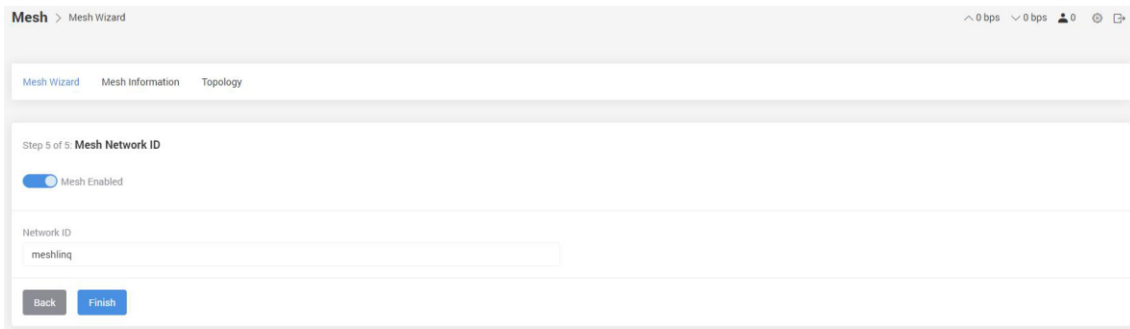 Mesh > Mesh Wizard
0 bps 0 bps 0
Mesh Wizard Mesh Information Topology
Step 5 of 5: Mesh Network ID
Mesh Enabled
Network ID
meshlinq
Back Finish